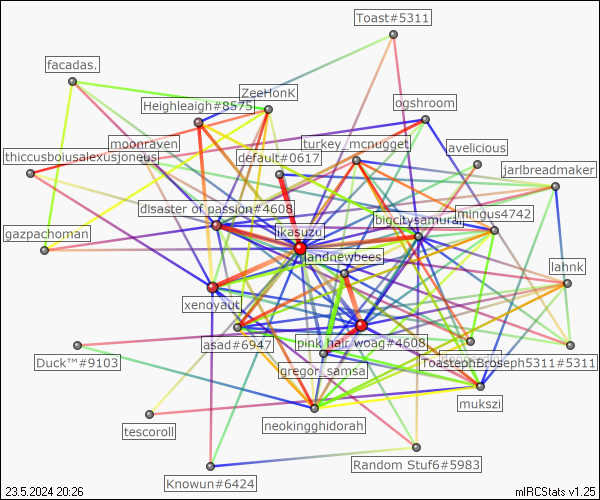 Toast#5311
facadas.
ZeeHonK
Heighleaigh#8575
ogshroom
moonraven
turkey_mcnugget
avelicious
thiccusboiusalexusjoneus
default#0617
jarlbreadmaker
disaster of passion#4608
bigcitysamurai
mingus4742
gazpachoman
ikasuzu
landnewbees
lahnk
xenoyaut
asad#6947
pink hair woag#4608
Duck™#9103
ToastephBroseph5311#5311
gregor_samsa
mukszi
tescoroll
neokingghidorah
Random Stuf6#5983
Knowun#6424
23.5.2024 20:26
mIRCStats v1.25